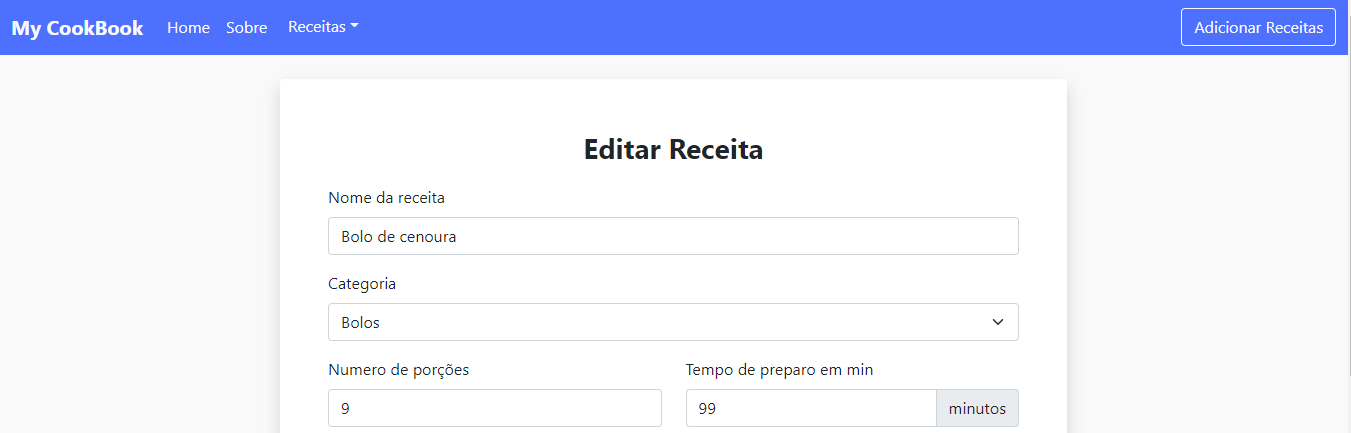 My CookBook Home Sobre Receitas Adicionar Receitas
Editar Receita
Nome da receita
Bolo de cenoura
Categoria
Bolos
Numero de porções Tempo de preparo em min
9 99 minutos